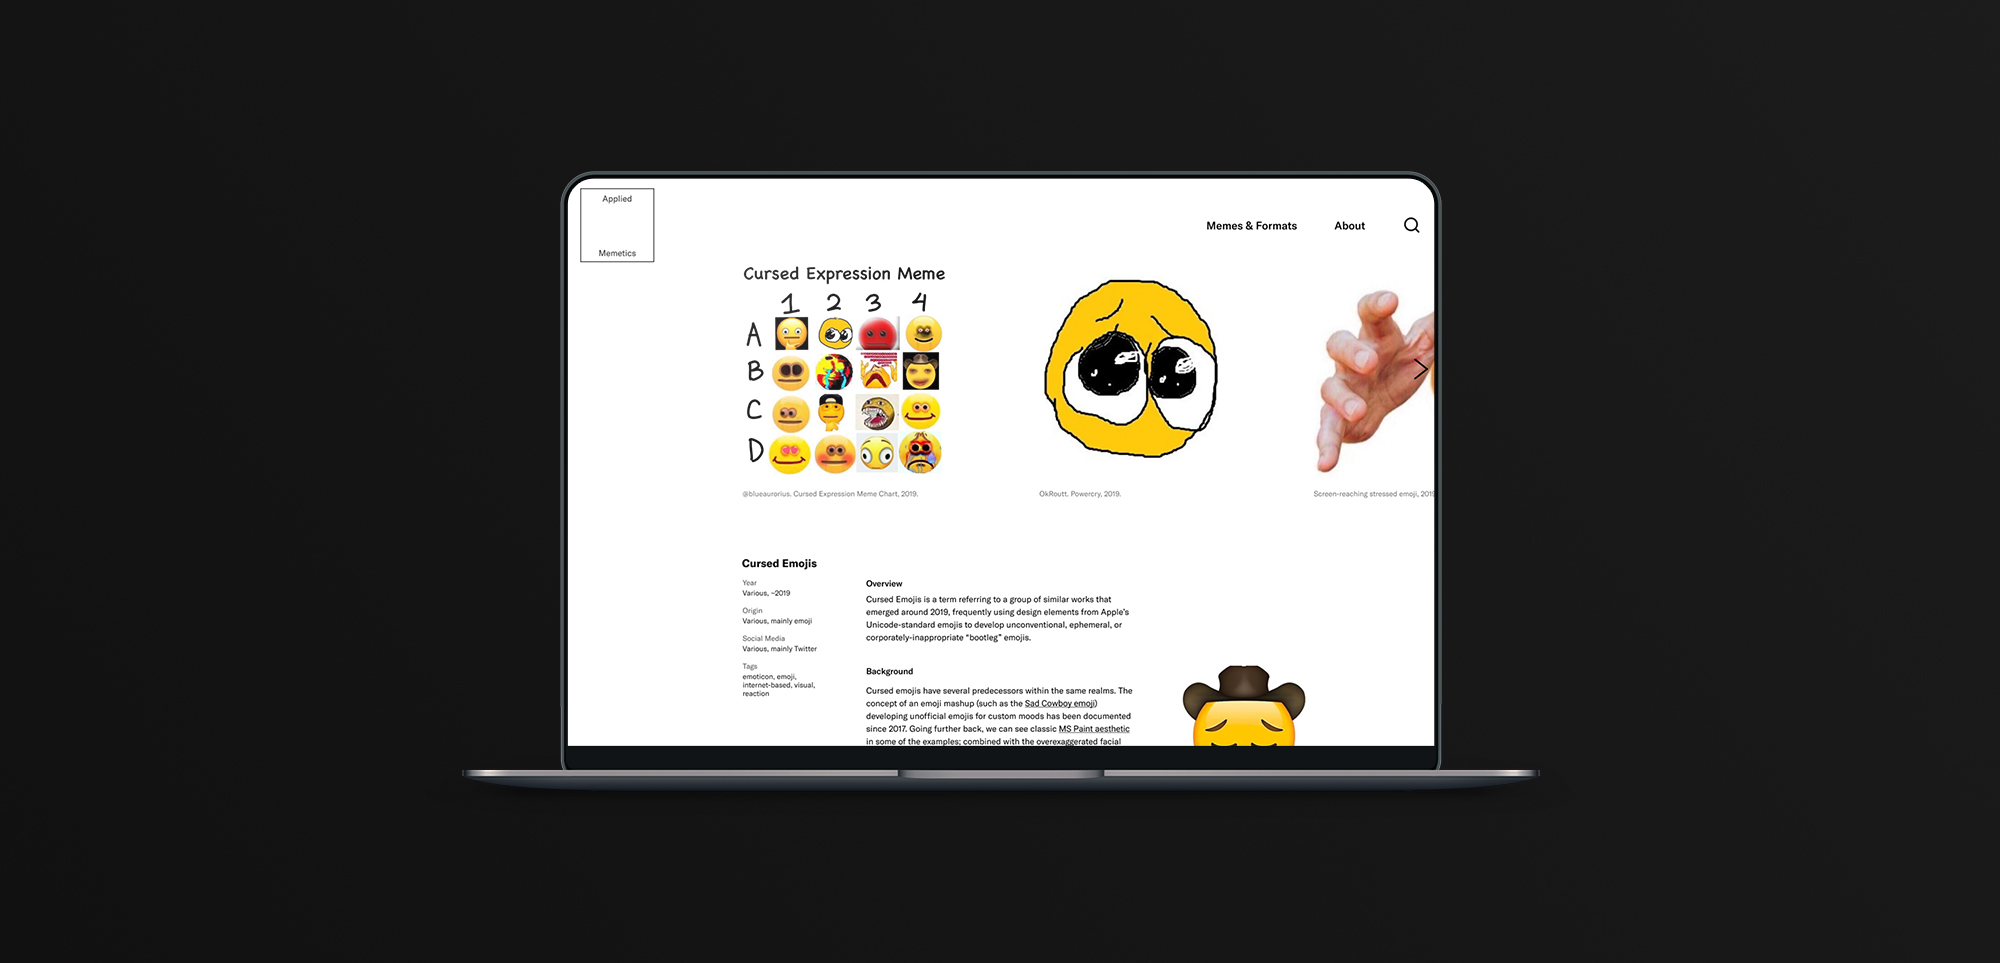 Applied
Memetics
Memes & Formats
About
Cursed Expression Meme
1 2 3 4
A
B
C
D
@blueaurorius. Cursed Expression Meme Chart, 2019.
OkRoutt. Powercry, 2019.
Screen-reaching stressed emoji, 2019
Cursed Emojis
Year
Various, ~2019
Origin
Various, mainly emoji
Social Media
Various, mainly Twitter
Tags
emoticon, emoji,
internet-based, visual,
reaction
Overview
Cursed Emojis is a term referring to a group of similar works that
emerged around 2019, frequently using design elements from Apple's
Unicode-standard emojis to develop unconventional, ephemeral, or
corporately-inappropriate “bootleg” emojis.
Background
Cursed emojis have several predecessors within the same realms. The
concept of an emoji mashup (such as the Sad Cowboy emoji)
developing unofficial emojis for custom moods has been documented
since 2017. Going further back, we can see classic MS Paint aesthetic
in some of the examples; combined with the overexaggerated facial